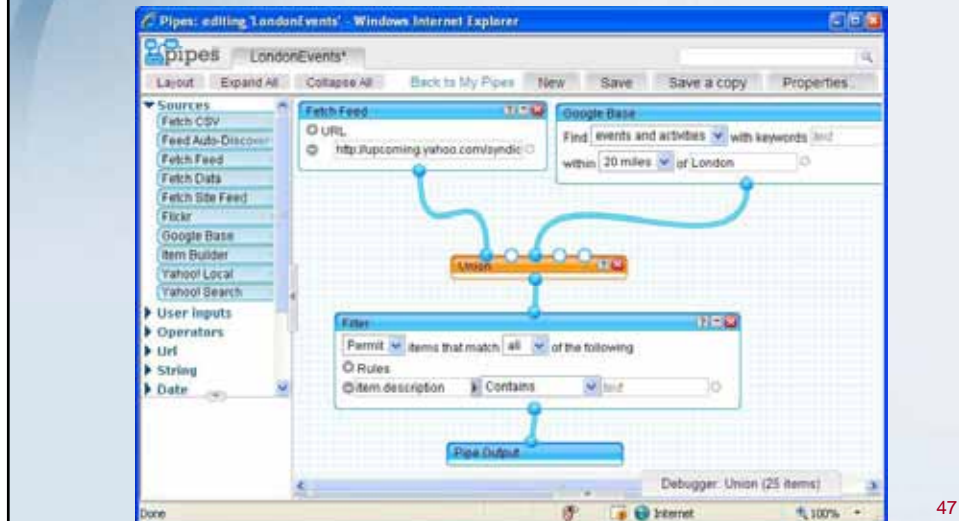 Pipes: editing 'LondonEvents' - Windows Internet Explorer
pipes LondonEvents*
Layout Expand All Collapse All Back to My Pipes New Save Save a copy Properties..
Sources
Fetch CSV
Feed Auto-Discover
Fetch Feed
Fetch Data
Fetch Site Feed
Flickr
Google Base
Item Builder
Yahoo! Local
Yahoo! Search
User inputs
Operators
Url
String
Date
Fetch Feed
URL
http://upcoming.yahoo.com/syndic
Google Base
Find events and activities with keywords text
within 20 miles of London
Union
Filter
Permit items that match all of the following
Rules
item.description Contains text
Pipe Output
Debugger: Union (25 items)
Done Internet 100%
47